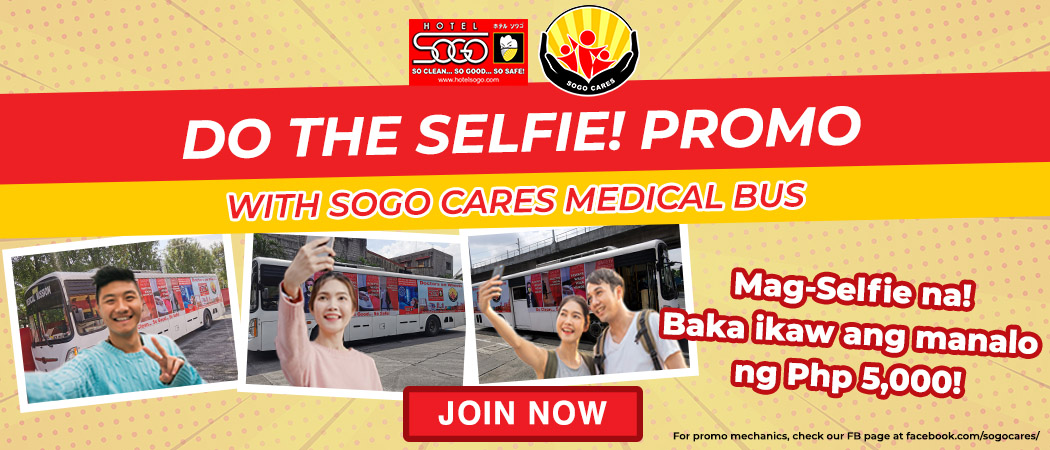 HOTEL ホテル ソゴ
SOGO
SO CLEAN... SO GOOD... SO SAFE!
www.hotelsogo.com
SOGO CARES
DO THE SELFIE! PROMO
WITH SOGO CARES MEDICAL BUS
Mag-Selfie na!
Baka ikaw ang manalo
ng Php 5,000!
JOIN NOW
For promo mechanics, check our FB page at facebook.com/sogocares/